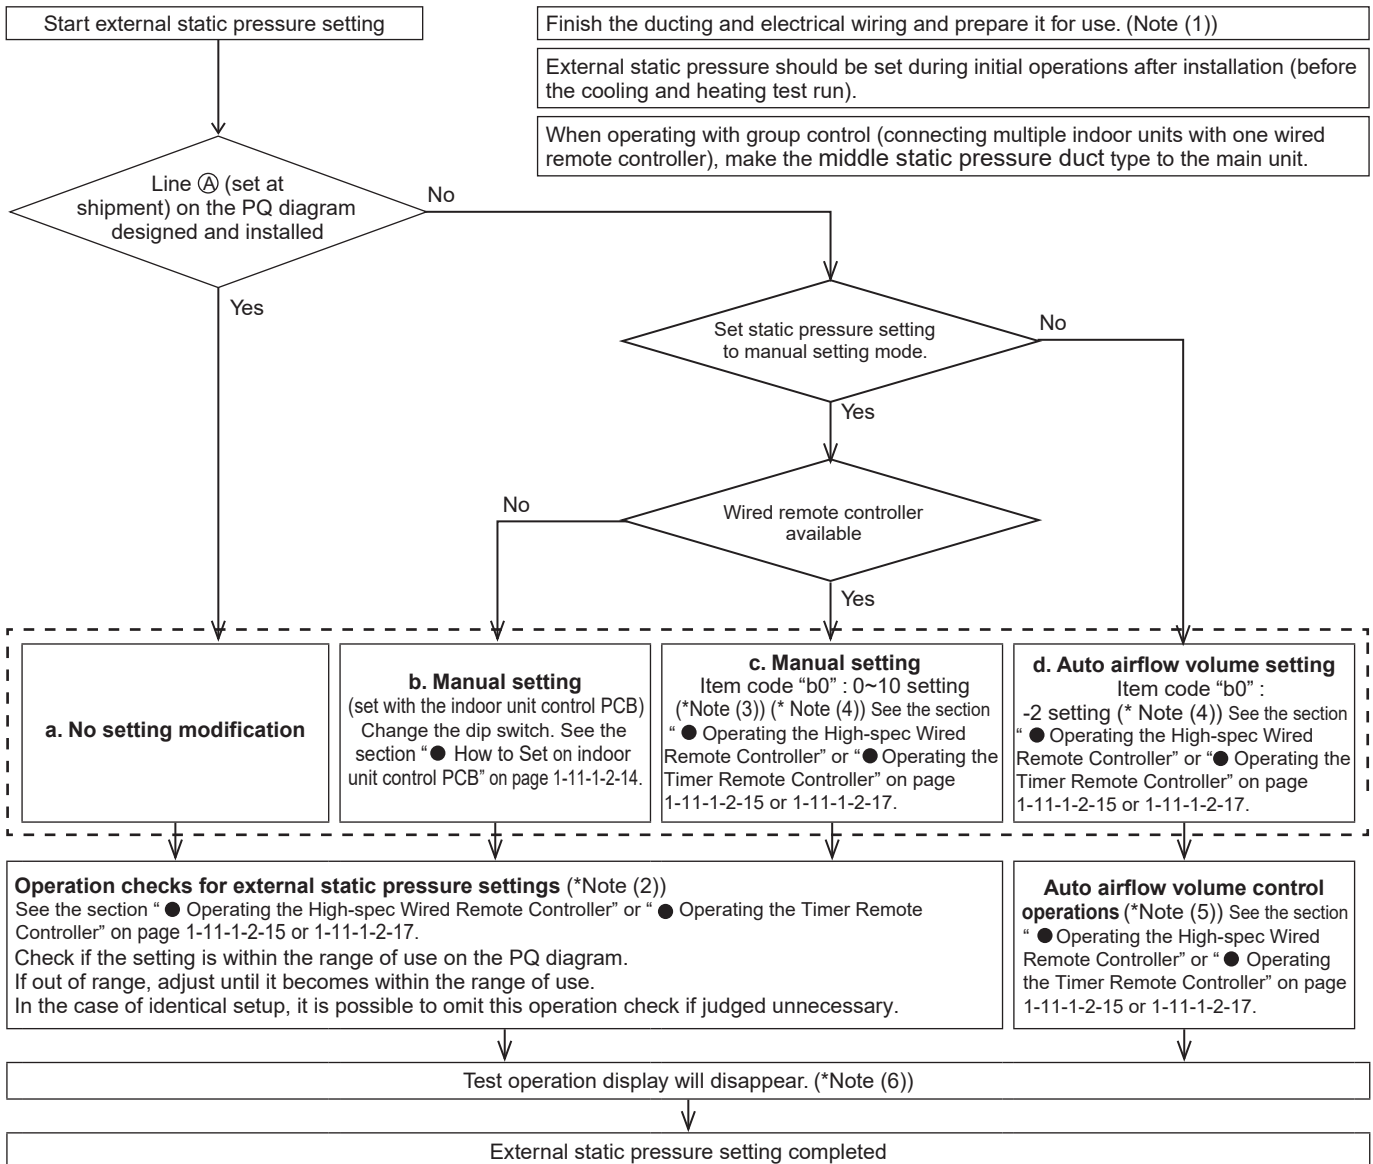 Start external static pressure setting
Finish the ducting and electrical wiring and prepare it for use. (Note (1))
External static pressure should be set during initial operations after installation (before
the cooling and heating test run).
When operating with group control (connecting multiple indoor units with one wired
remote controller), make the middle static pressure duct type to the main unit.
Line Ⓐ (set at
shipment) on the PQ diagram
designed and installed
No
Yes
Set static pressure setting
to manual setting mode.
No
Yes
Wired remote controller
available
No
Yes
a. No setting modification
b. Manual setting
(set with the indoor unit control PCB)
Change the dip switch. See the
section “● How to Set on indoor
unit control PCB” on page 1-11-1-2-14.
c. Manual setting
Item code “b0” : 0~10 setting
(*Note (3)) (* Note (4)) See the section
“ ● Operating the High-spec Wired
Remote Controller” or “● Operating the
Timer Remote Controller” on page
1-11-1-2-15 or 1-11-1-2-17.
d. Auto airflow volume setting
Item code “b0” :
-2 setting (* Note (4)) See the section
“ ● Operating the High-spec Wired
Remote Controller” or “● Operating the
Timer Remote Controller” on page
1-11-1-2-15 or 1-11-1-2-17.
Operation checks for external static pressure settings (*Note (2))
See the section “ ● Operating the High-spec Wired Remote Controller” or “ ● Operating the Timer Remote
Controller” on page 1-11-1-2-15 or 1-11-1-2-17.
Check if the setting is within the range of use on the PQ diagram.
If out of range, adjust until it becomes within the range of use.
In the case of identical setup, it is possible to omit this operation check if judged unnecessary.
Auto airflow volume control
operations (*Note (5)) See the section
“ ● Operating the High-spec Wired
Remote Controller” or “ ● Operating
the Timer Remote Controller” on page
1-11-1-2-15 or 1-11-1-2-17.
Test operation display will disappear. (*Note (6))
External static pressure setting completed